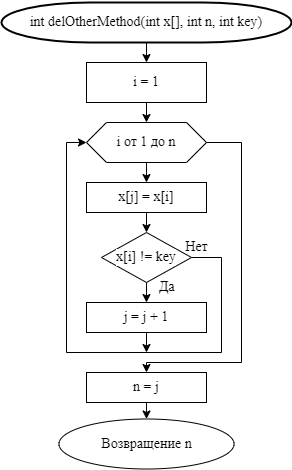 int delOtherMethod(int x[], int n, int key)
i = 1
i от 1 до n
x[j] = x[i]
Нет
x[i] != key
Да
j = j + 1
n = j
Возвращение n